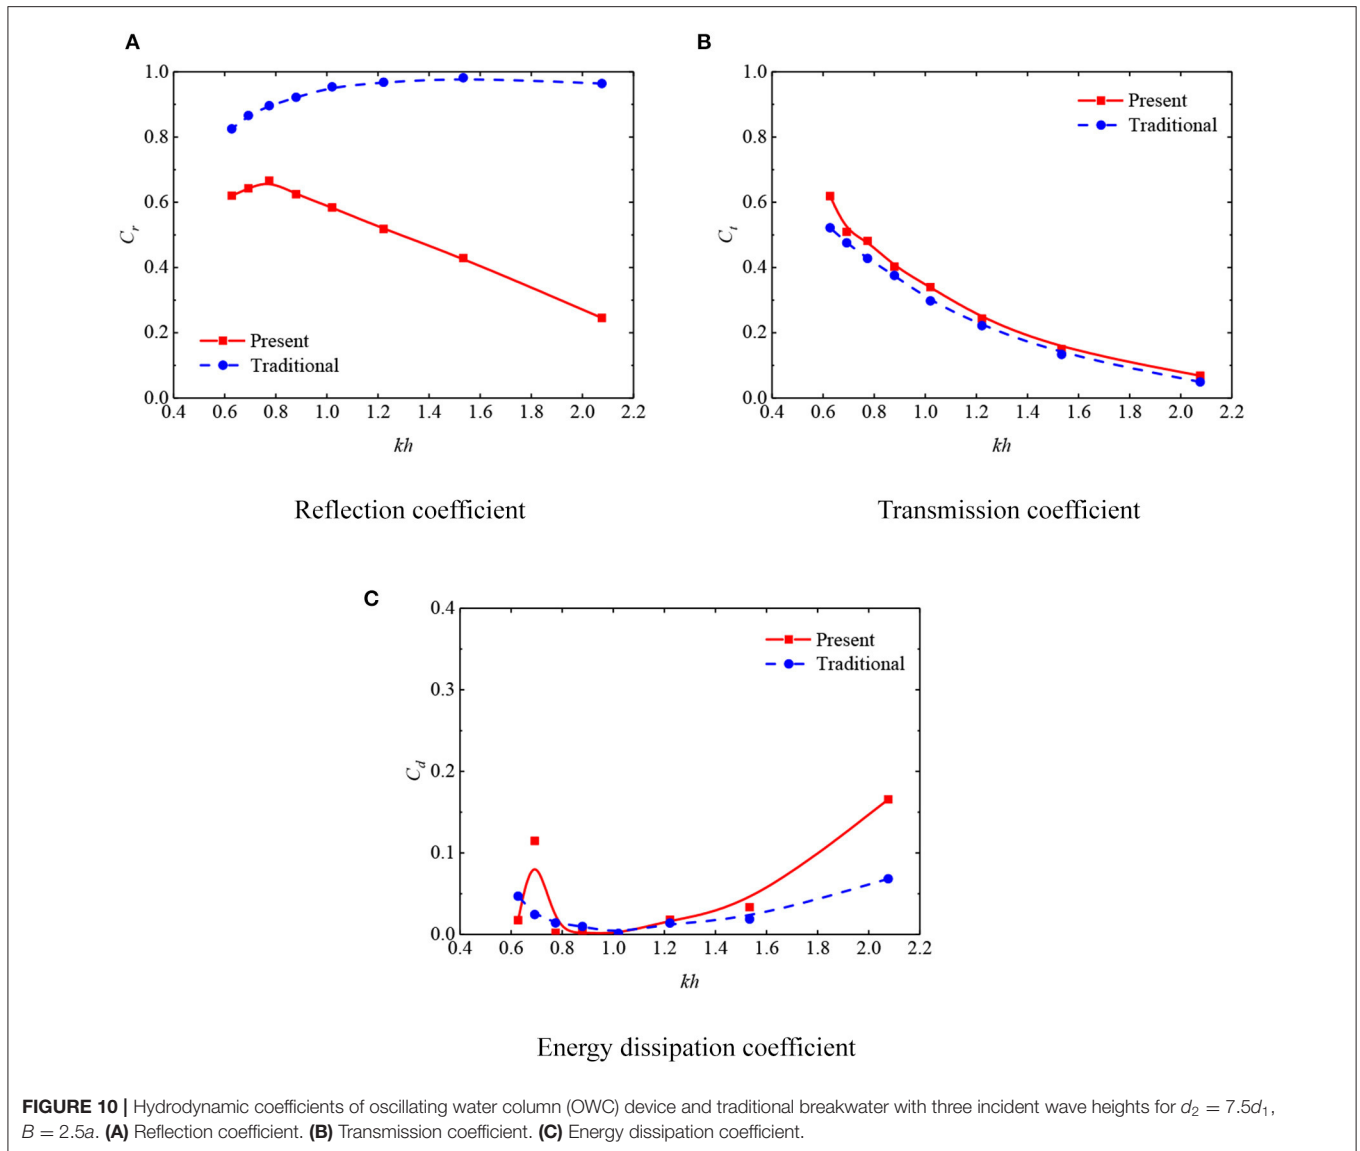 A
1.0
0.8
0.6
0.4
0.2
0.0
C_r
Present
Traditional
0.4 0.6 0.8 1.0 1.2 1.4 1.6 1.8 2.0 2.2
kh
Reflection coefficient
B
1.0
0.8
0.6
0.4
0.2
0.0
C_t
Present
Traditional
0.4 0.6 0.8 1.0 1.2 1.4 1.6 1.8 2.0 2.2
kh
Transmission coefficient
C
0.4
0.3
0.2
0.1
0.0
C_d
Present
Traditional
0.4 0.6 0.8 1.0 1.2 1.4 1.6 1.8 2.0 2.2
kh
Energy dissipation coefficient
FIGURE 10 | Hydrodynamic coefficients of oscillating water column (OWC) device and traditional breakwater with three incident wave heights for d₂ = 7.5d₁,
B = 2.5a. (A) Reflection coefficient. (B) Transmission coefficient. (C) Energy dissipation coefficient.